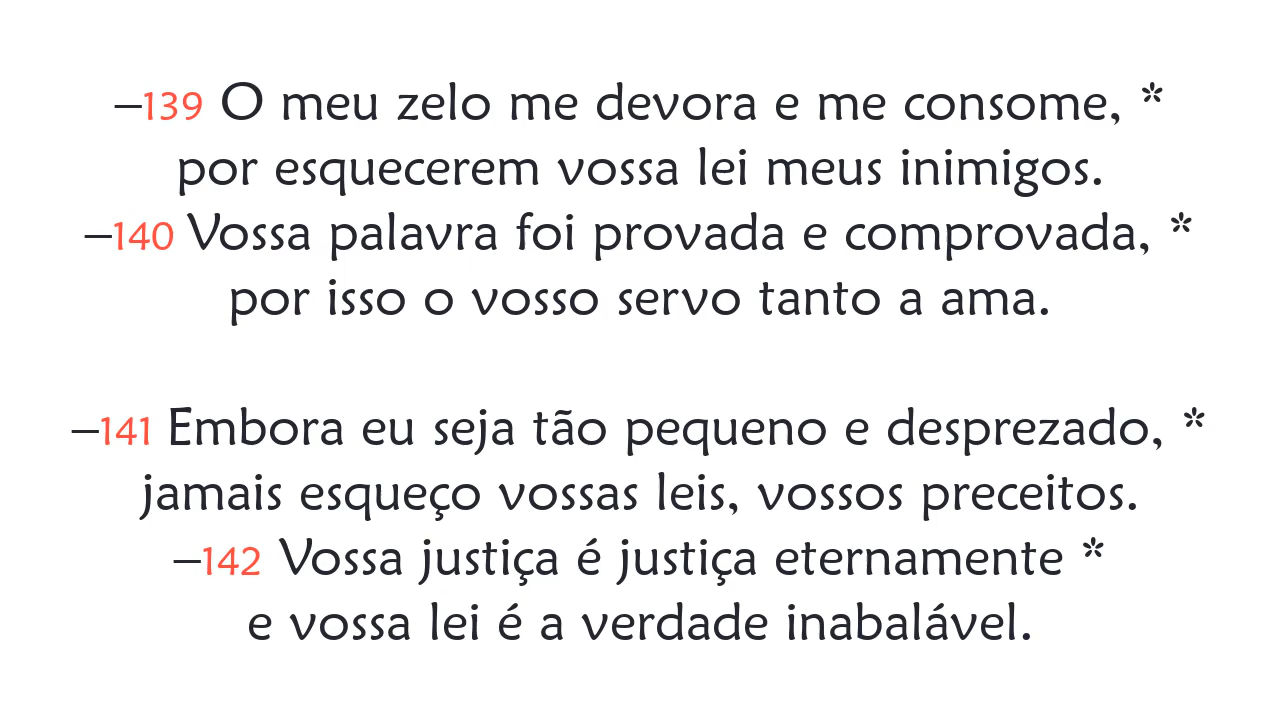 –139 O meu zelo me devora e me consome, *
por esquecerem vossa lei meus inimigos.
–140 Vossa palavra foi provada e comprovada, *
por isso o vosso servo tanto a ama.
–141 Embora eu seja tão pequeno e desprezado, *
jamais esqueço vossas leis, vossos preceitos.
–142 Vossa justiça é justiça eternamente *
e vossa lei é a verdade inabalável.